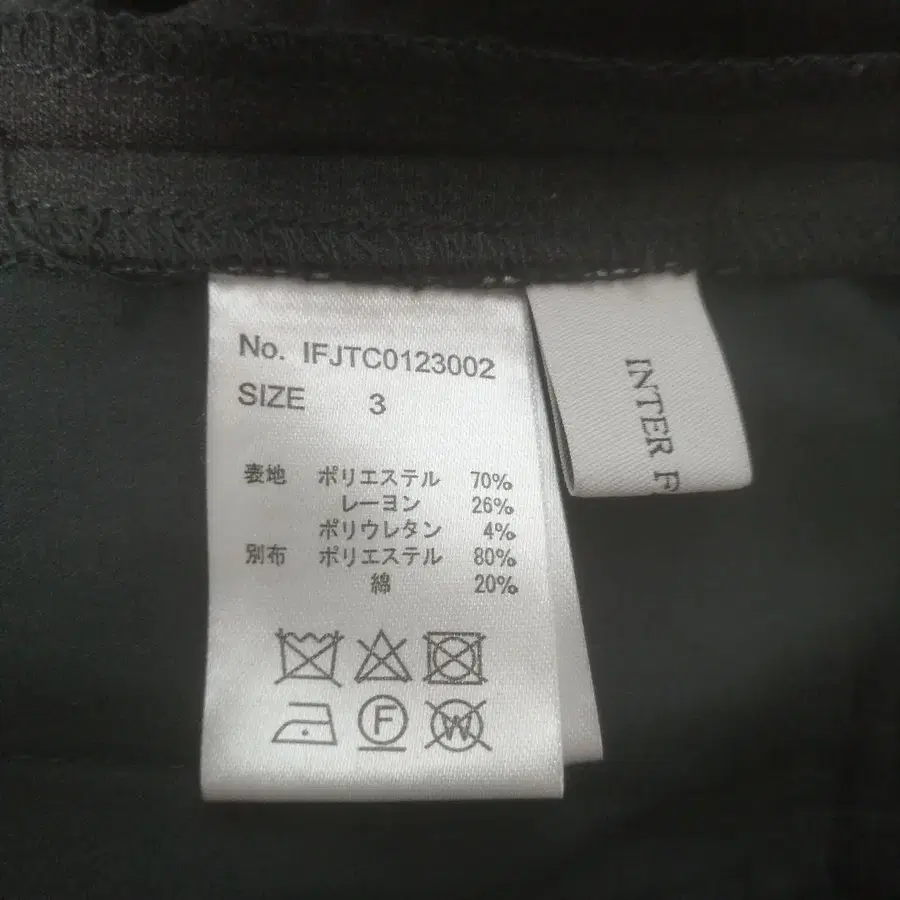 No. IFJTC0123002
SIZE 3
表地 ポリエステル 70%
レーヨン 26%
ポリウレタン 4%
別布 ポリエステル 80%
綿 20%
F
W
INTER F